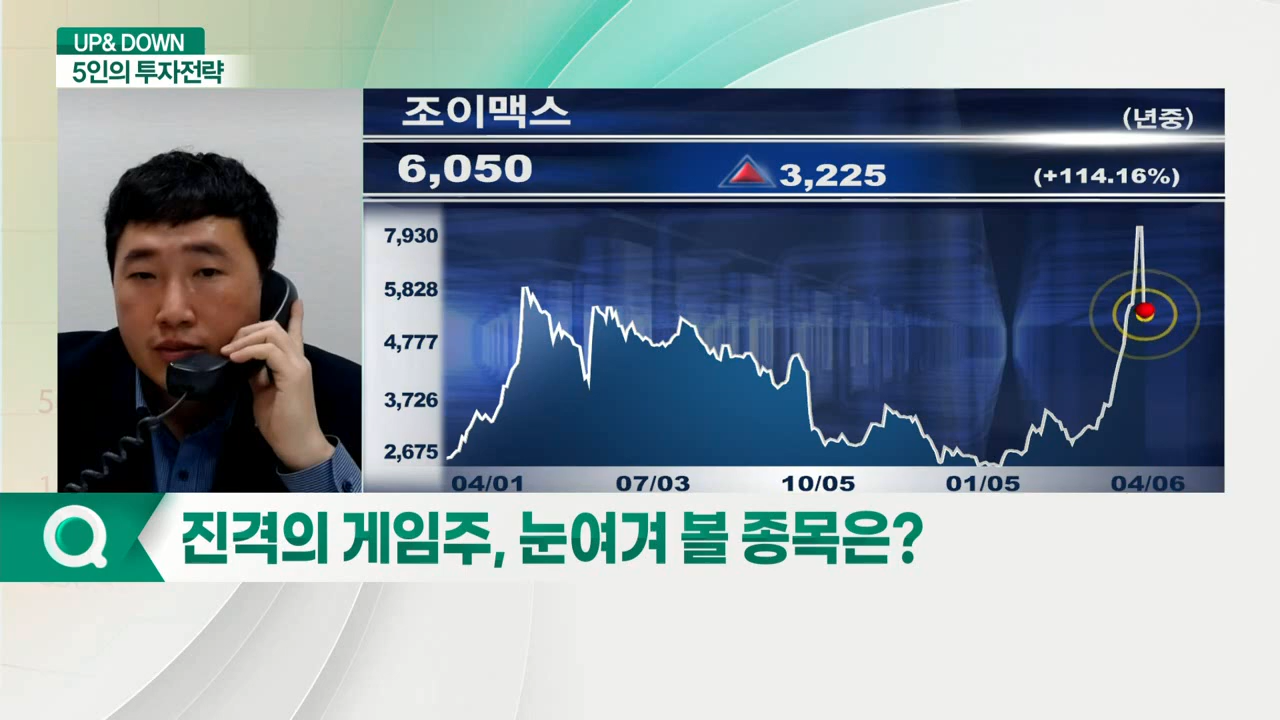 UP& DOWN
5인의 투자전략
조이맥스
(년중)
6,050
3,225
(+114.16%)
7,930
5,828
4,777
3,726
2,675
04/01 07/03 10/05 01/05 04/06
진격의 게임주, 눈여겨 볼 종목은?